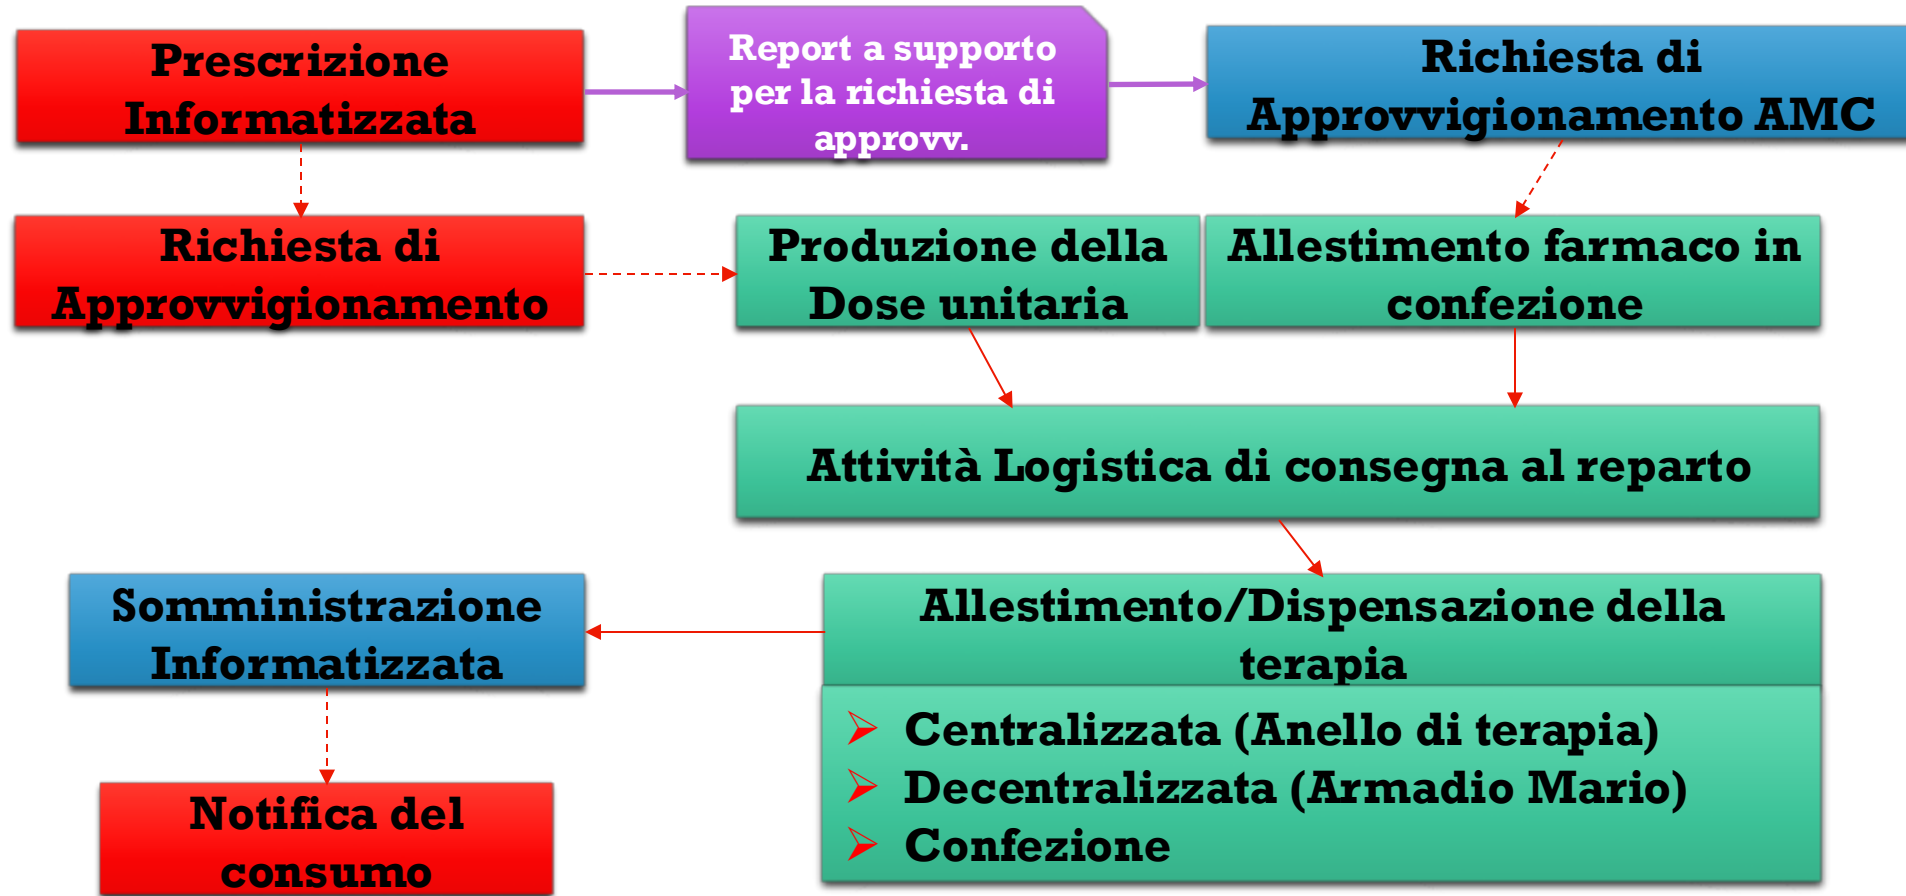 Prescrizione
Informatizzata
Report a supporto
per la richiesta di
approvv.
Richiesta di
Approvvigionamento AMC
Richiesta di
Approvvigionamento
Produzione della
Dose unitaria
Allestimento farmaco in
confezione
Attività Logistica di consegna al reparto
Somministrazione
Informatizzata
Allestimento/Dispensazione della
terapia
Centralizzata (Anello di terapia)
Decentralizzata (Armadio Mario)
Confezione
Notifica del
consumo